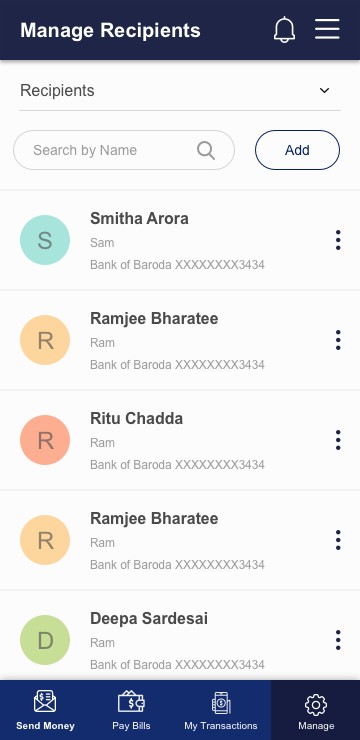 Manage Recipients
Recipients
Search by Name
Add
S
Smitha Arora
Sam
Bank of Baroda XXXXXXXX3434
R
Ramjee Bharatee
Ram
Bank of Baroda XXXXXXXX3434
R
Ritu Chadda
Ram
Bank of Baroda XXXXXXXX3434
R
Ramjee Bharatee
Ram
Bank of Baroda XXXXXXXX3434
D
Deepa Sardesai
Ram
Bank of Baroda XXXXXXXX3434
Send Money
Pay Bills
My Transactions
Manage